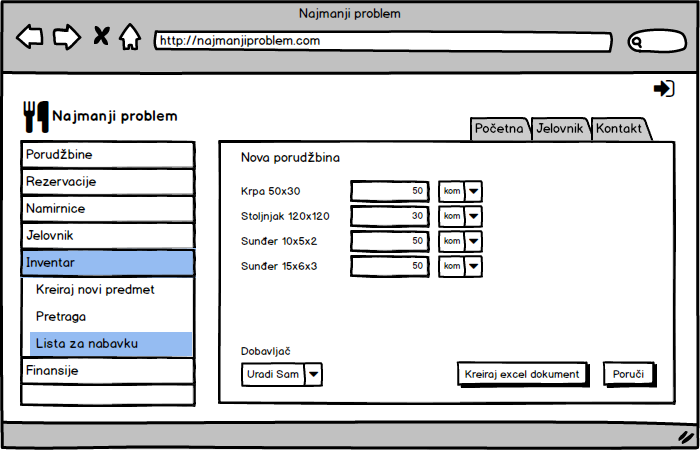 Najmanji problem
http://najmanjiproblem.com
Najmanji problem
Početna Jelovnik Kontakt
Porudžbine
Rezervacije
Namirnice
Jelovnik
Inventar
Kreiraj novi predmet
Pretraga
Lista za nabavku
Finansije
Nova porudžbina
Krpa 50x30 50 kom
Stoljnjak 120x120 30 kom
Sunđer 10x5x2 50 kom
Sunđer 15x6x3 50 kom
Dobavljač
Uradi Sam Kreiraj excel dokument Poruči